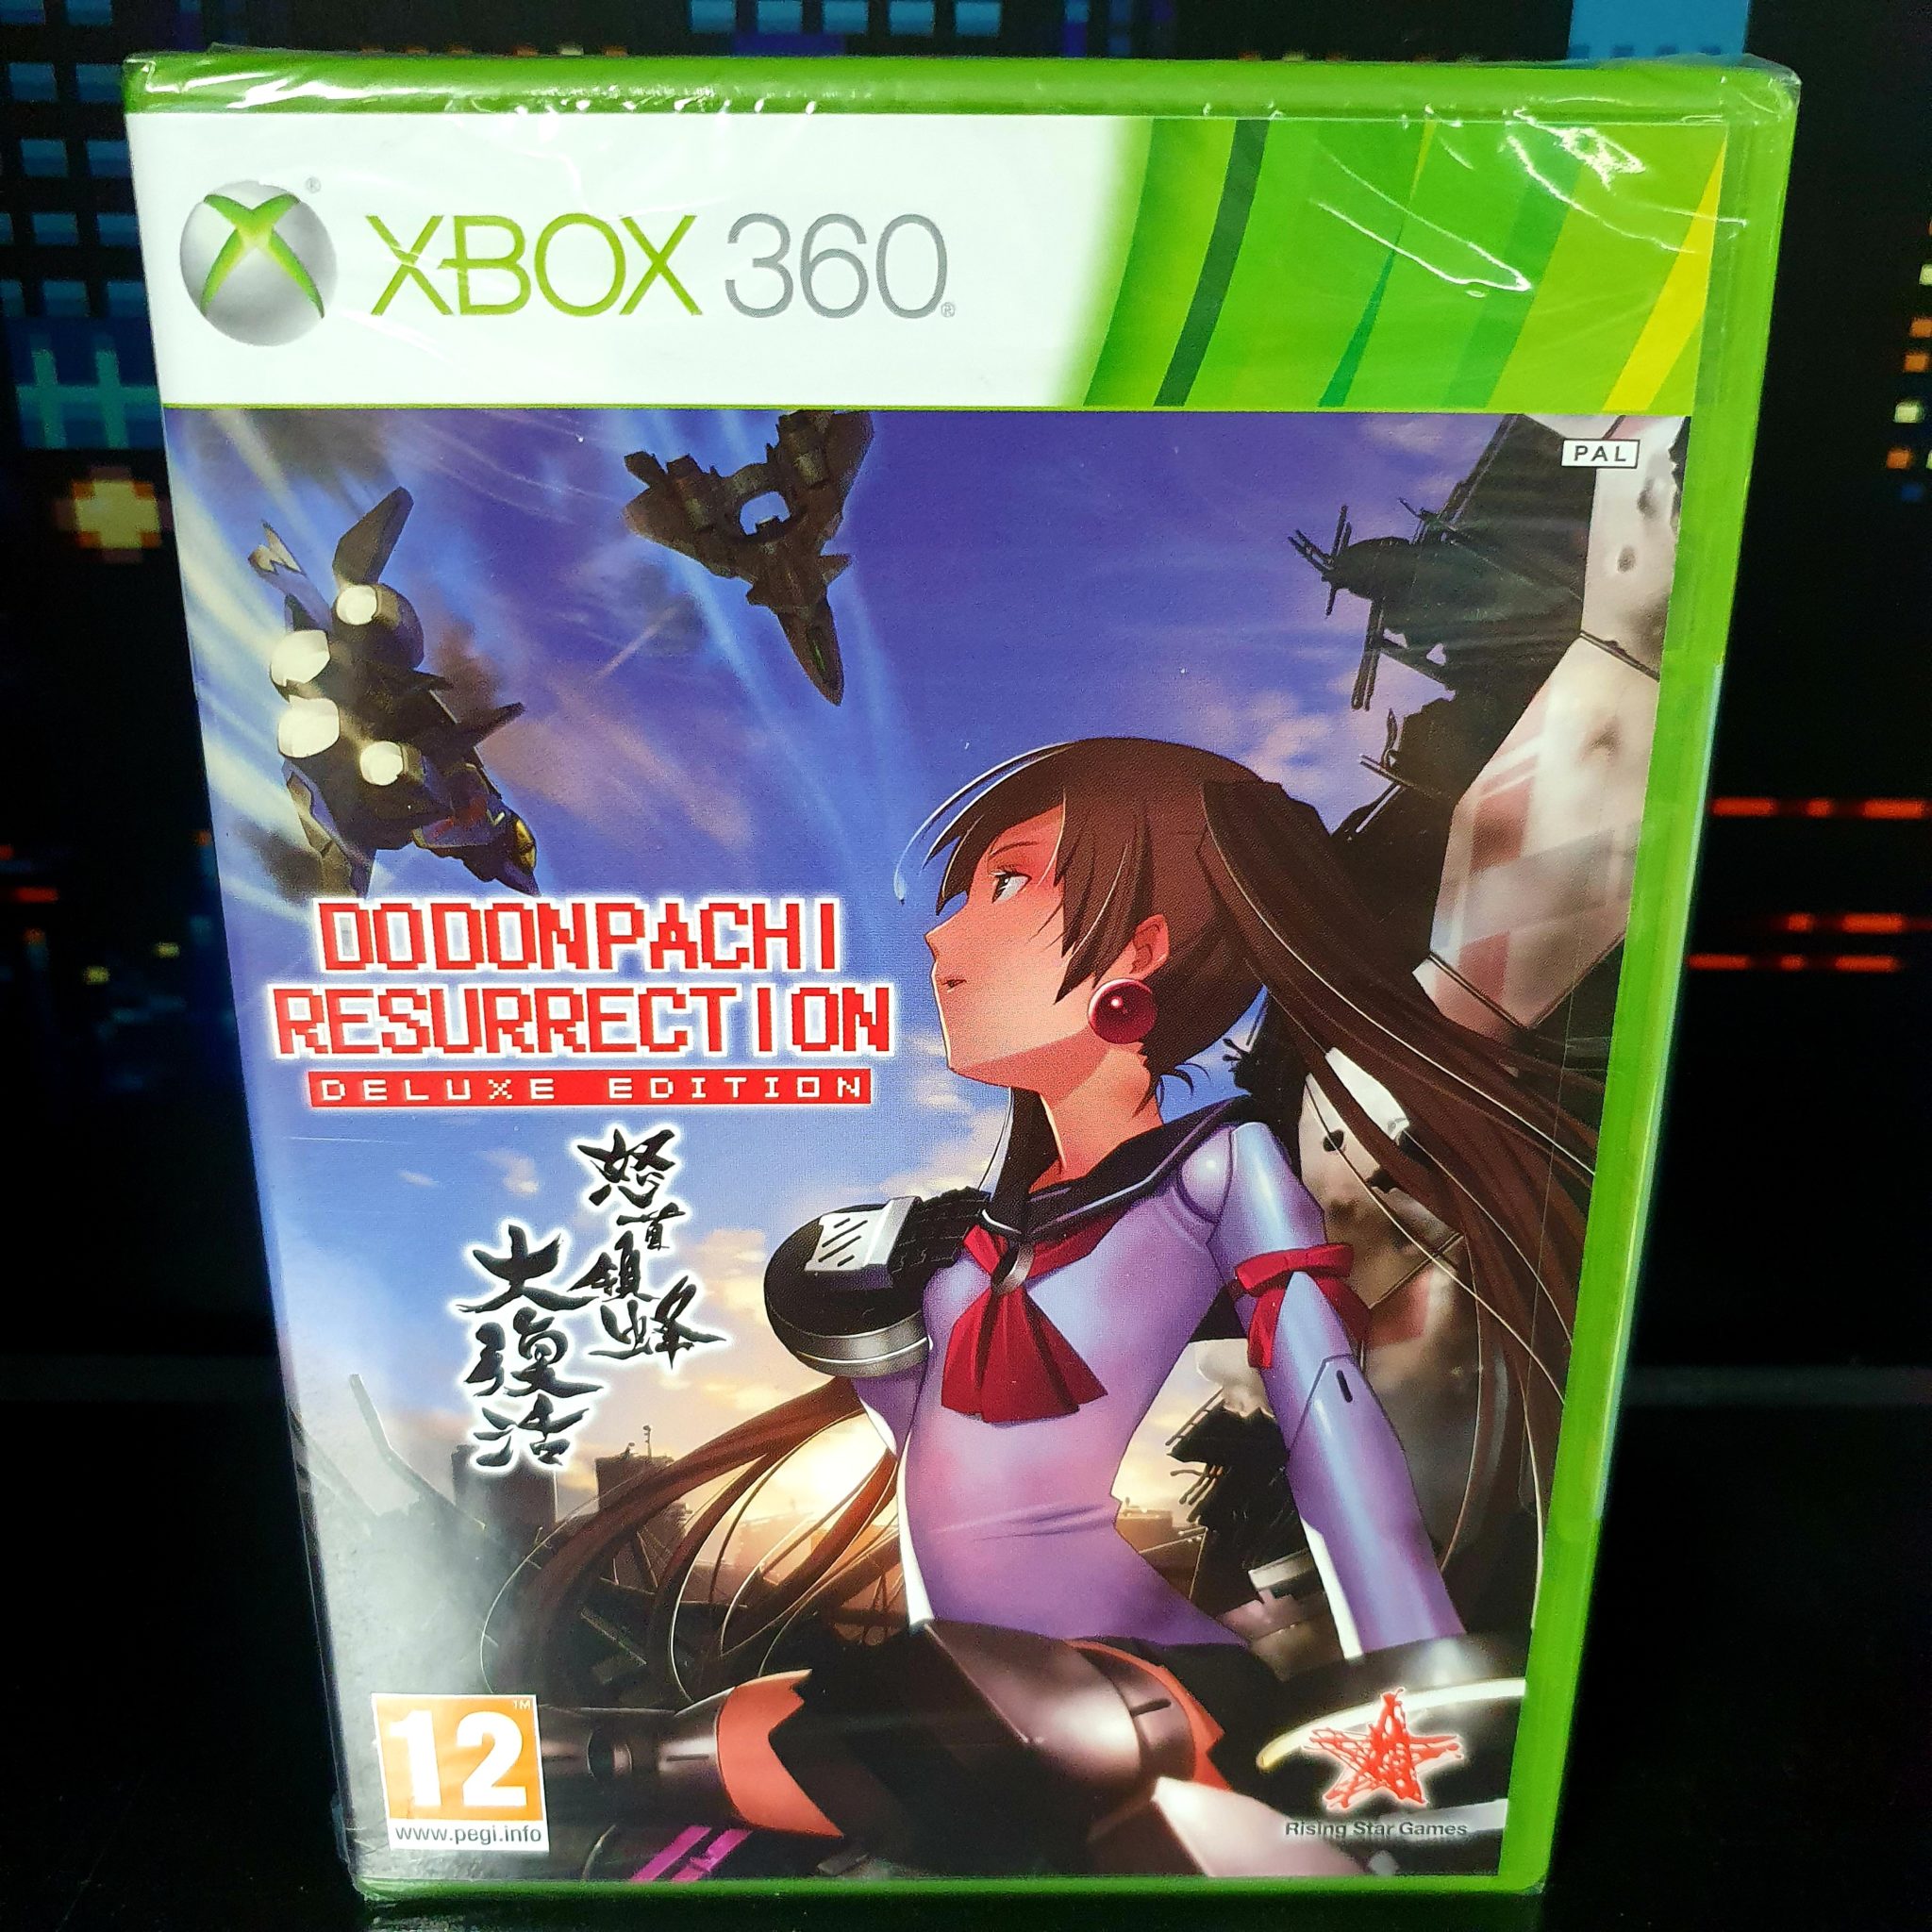 XBOX 360
PAL
DODONPACHI
RESURRECTION
DELUXE EDITION
怒首領蜂
大復活
12
www.pegi.info
Rising Star Games